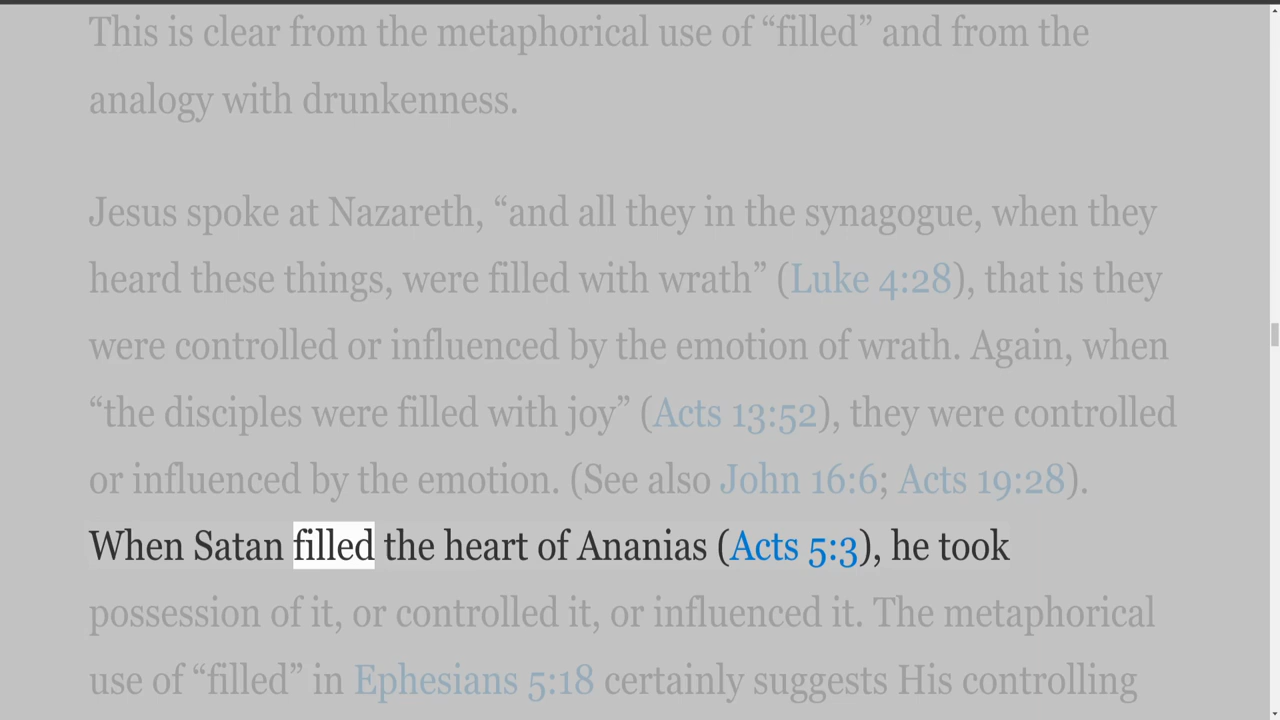 This is clear from the metaphorical use of “filled” and from the
analogy with drunkenness.
Jesus spoke at Nazareth, “and all they in the synagogue, when they
heard these things, were filled with wrath” (Luke 4:28), that is they
were controlled or influenced by the emotion of wrath. Again, when
“the disciples were filled with joy” (Acts 13:52), they were controlled
or influenced by the emotion. (See also John 16:6; Acts 19:28).
When Satan filled the heart of Ananias (Acts 5:3), he took
possession of it, or controlled it, or influenced it. The metaphorical
use of “filled” in Ephesians 5:18 certainly suggests His controlling